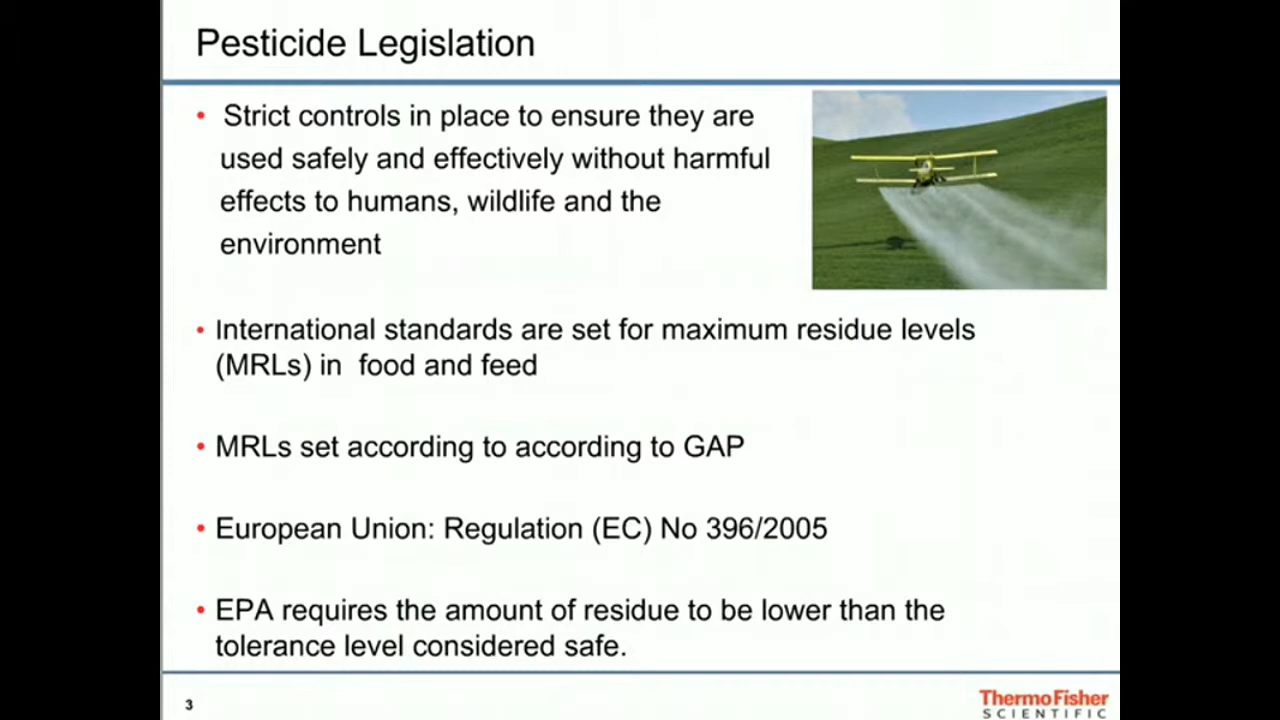 Pesticide Legislation
• Strict controls in place to ensure they are
used safely and effectively without harmful
effects to humans, wildlife and the
environment
• International standards are set for maximum residue levels
(MRLs) in food and feed
• MRLs set according to according to GAP
• European Union: Regulation (EC) No 396/2005
• EPA requires the amount of residue to be lower than the
tolerance level considered safe.
3
ThermoFisher
SCIENTIFIC